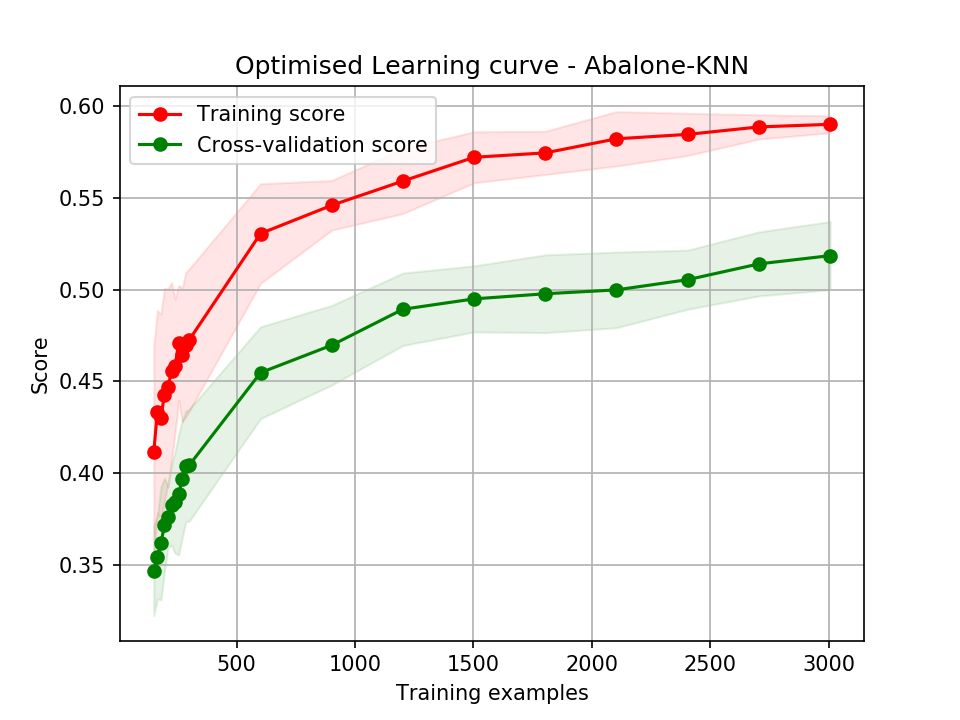 Optimised Learning curve - Abalone-KNN
Training score
Cross-validation score
0.60
0.55
0.50
0.45
0.40
0.35
Score
500
1000
1500
2000
2500
3000
Training examples